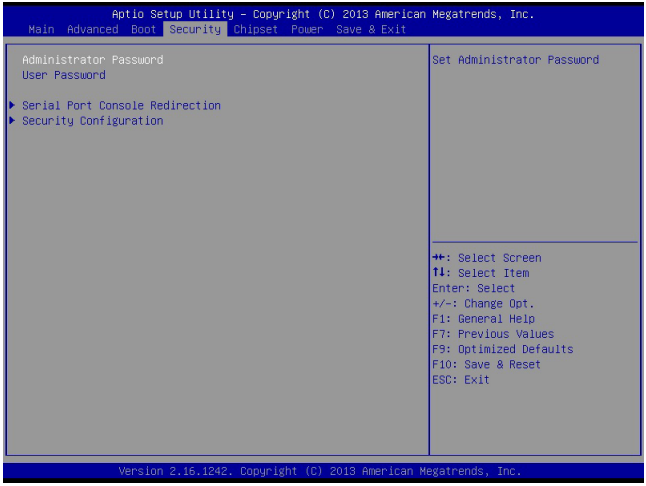 Aptio Setup Utility – Copyright (C) 2013 American Megatrends, Inc.
Main Advanced Boot Security Chipset Power Save & Exit
Administrator Password
User Password
▶ Serial Port Console Redirection
▶ Security Configuration
Set Administrator Password
→←: Select Screen
↑↓: Select Item
Enter: Select
+/-: Change Opt.
F1: General Help
F7: Previous Values
F9: Optimized Defaults
F10: Save & Reset
ESC: Exit
Version 2.16.1242. Copyright (C) 2013 American Megatrends, Inc.